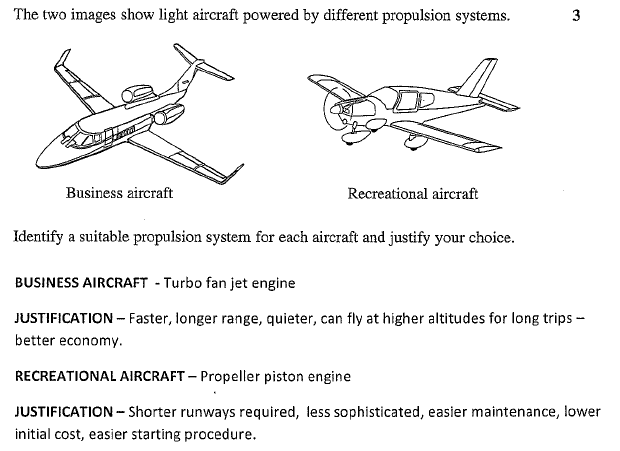 The two images show light aircraft powered by different propulsion systems. 3
Business aircraft
Recreational aircraft
Identify a suitable propulsion system for each aircraft and justify your choice.
BUSINESS AIRCRAFT - Turbo fan jet engine
JUSTIFICATION – Faster, longer range, quieter, can fly at higher altitudes for long trips –
better economy.
RECREATIONAL AIRCRAFT – Propeller piston engine
JUSTIFICATION – Shorter runways required, less sophisticated, easier maintenance, lower
initial cost, easier starting procedure.